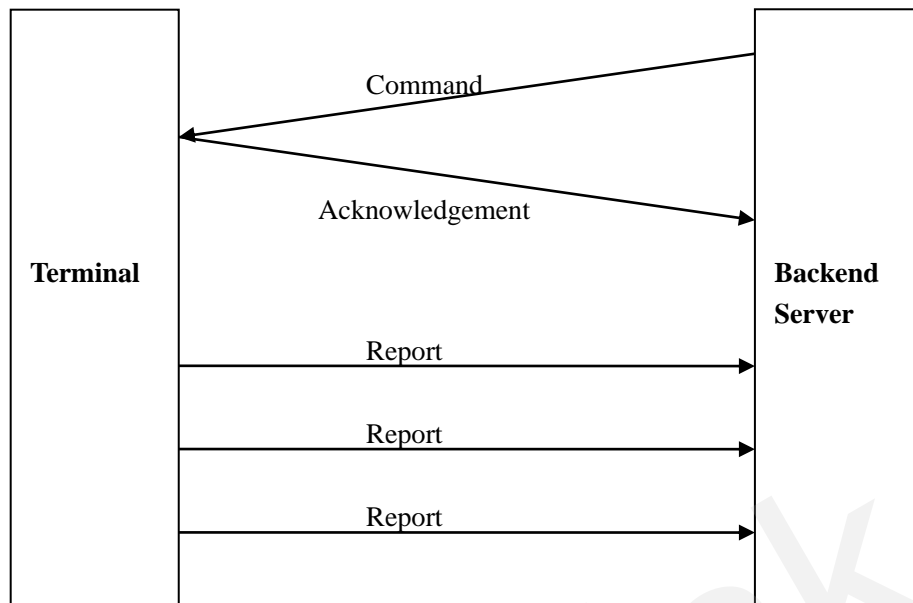 Command
Acknowledgement
Terminal
Backend
Server
Report
Report
Report